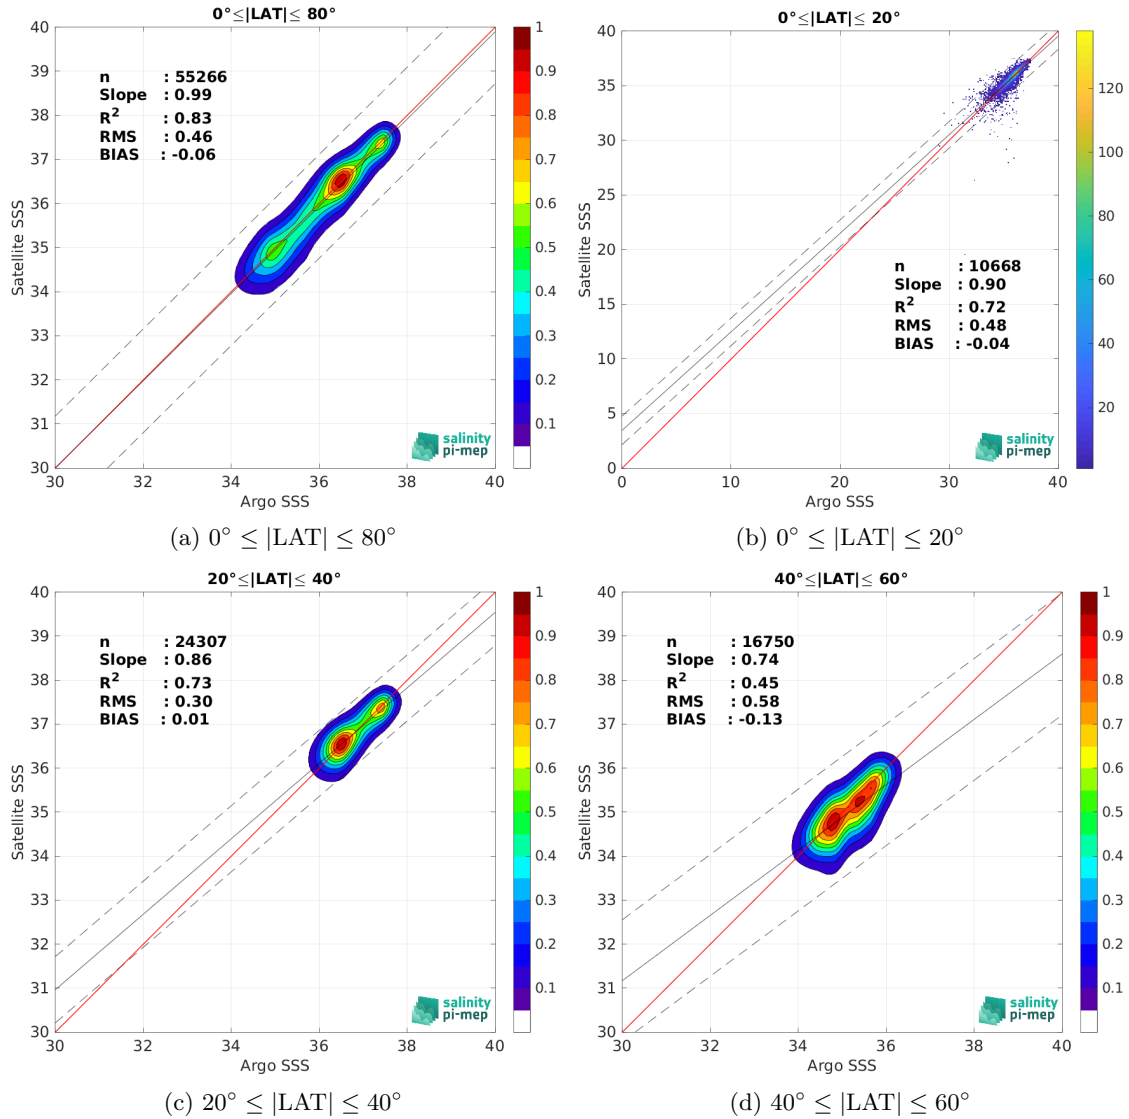 0°≤|LAT|≤ 80°
40
39
38
37
36
35
34
33
32
31
30
30
32
34
36
38
40
Satellite SSS
Argo SSS
n : 55266
Slope : 0.99
R² : 0.83
RMS : 0.46
BIAS : -0.06
salinity
pi-mep
1
0.9
0.8
0.7
0.6
0.5
0.4
0.3
0.2
0.1
(a) 0° ≤ |LAT| ≤ 80°
0°≤|LAT|≤ 20°
40
35
30
25
20
15
10
5
0
0
10
20
30
40
Satellite SSS
Argo SSS
n : 10668
Slope : 0.90
R² : 0.72
RMS : 0.48
BIAS : -0.04
salinity
pi-mep
120
100
80
60
40
20
(b) 0° ≤ |LAT| ≤ 20°
20°≤|LAT|≤ 40°
40
39
38
37
36
35
34
33
32
31
30
30
32
34
36
38
40
Satellite SSS
Argo SSS
n : 24307
Slope : 0.86
R² : 0.73
RMS : 0.30
BIAS : 0.01
salinity
pi-mep
1
0.9
0.8
0.7
0.6
0.5
0.4
0.3
0.2
0.1
(c) 20° ≤ |LAT| ≤ 40°
40°≤|LAT|≤ 60°
40
39
38
37
36
35
34
33
32
31
30
30
32
34
36
38
40
Satellite SSS
Argo SSS
n : 16750
Slope : 0.74
R² : 0.45
RMS : 0.58
BIAS : -0.13
salinity
pi-mep
1
0.9
0.8
0.7
0.6
0.5
0.4
0.3
0.2
0.1
(d) 40° ≤ |LAT| ≤ 60°